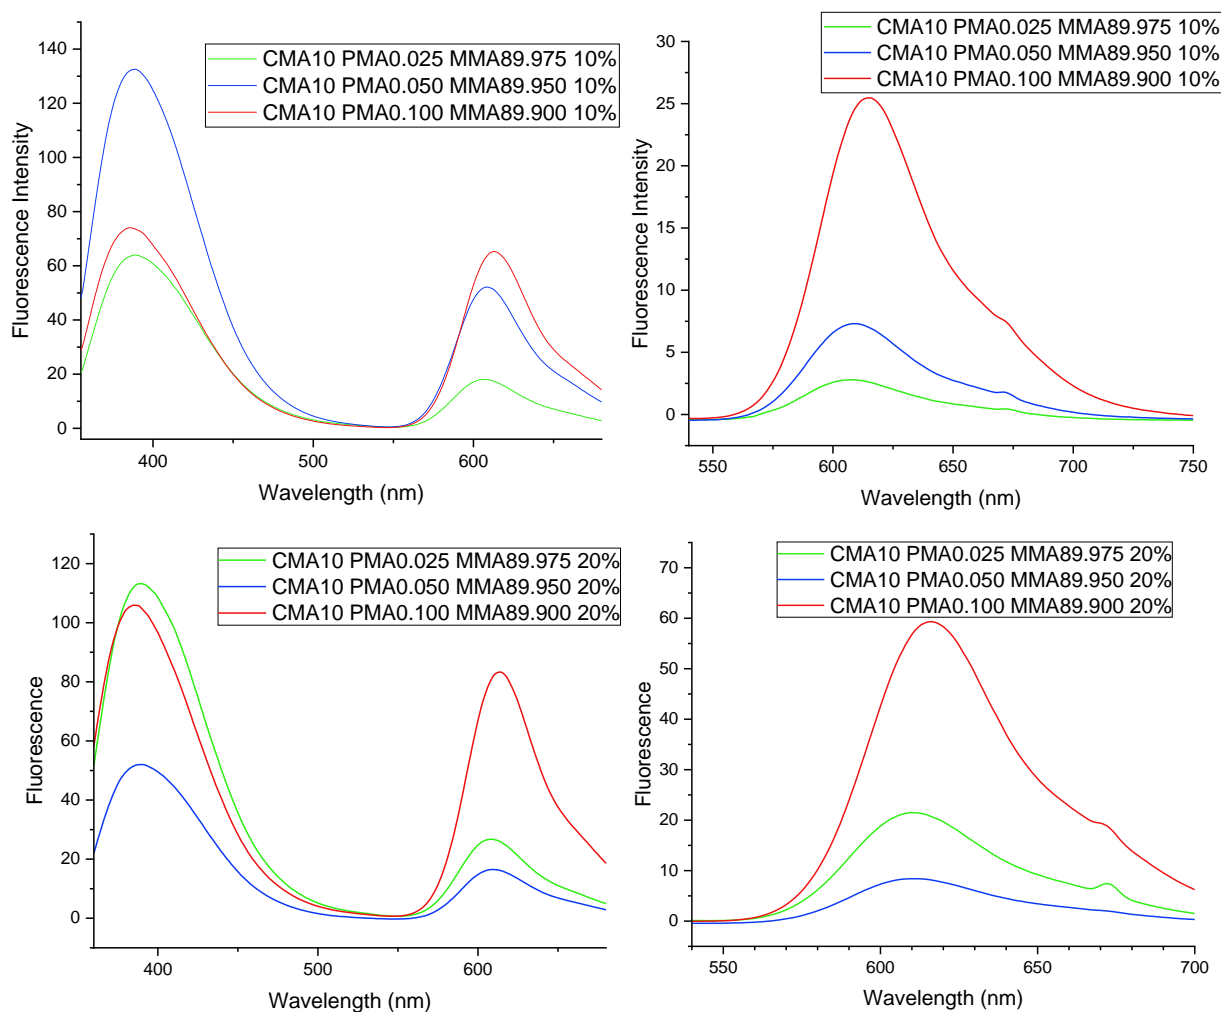 140
120
100
80
60
40
20
0
Fluorescence Intensity
CMA10 PMA0.025 MMA89.975 10%
CMA10 PMA0.050 MMA89.950 10%
CMA10 PMA0.100 MMA89.900 10%
400
500
600
Wavelength (nm)
30
25
20
15
10
5
0
Fluorescence Intensity
CMA10 PMA0.025 MMA89.975 10%
CMA10 PMA0.050 MMA89.950 10%
CMA10 PMA0.100 MMA89.900 10%
550
600
650
700
750
Wavelength (nm)
120
100
80
60
40
20
0
Fluorescence
CMA10 PMA0.025 MMA89.975 20%
CMA10 PMA0.050 MMA89.950 20%
CMA10 PMA0.100 MMA89.900 20%
400
500
600
Wavelength (nm)
70
60
50
40
30
20
10
0
Fluorescence
CMA10 PMA0.025 MMA89.975 20%
CMA10 PMA0.050 MMA89.950 20%
CMA10 PMA0.100 MMA89.900 20%
550
600
650
700
Wavelength (nm)